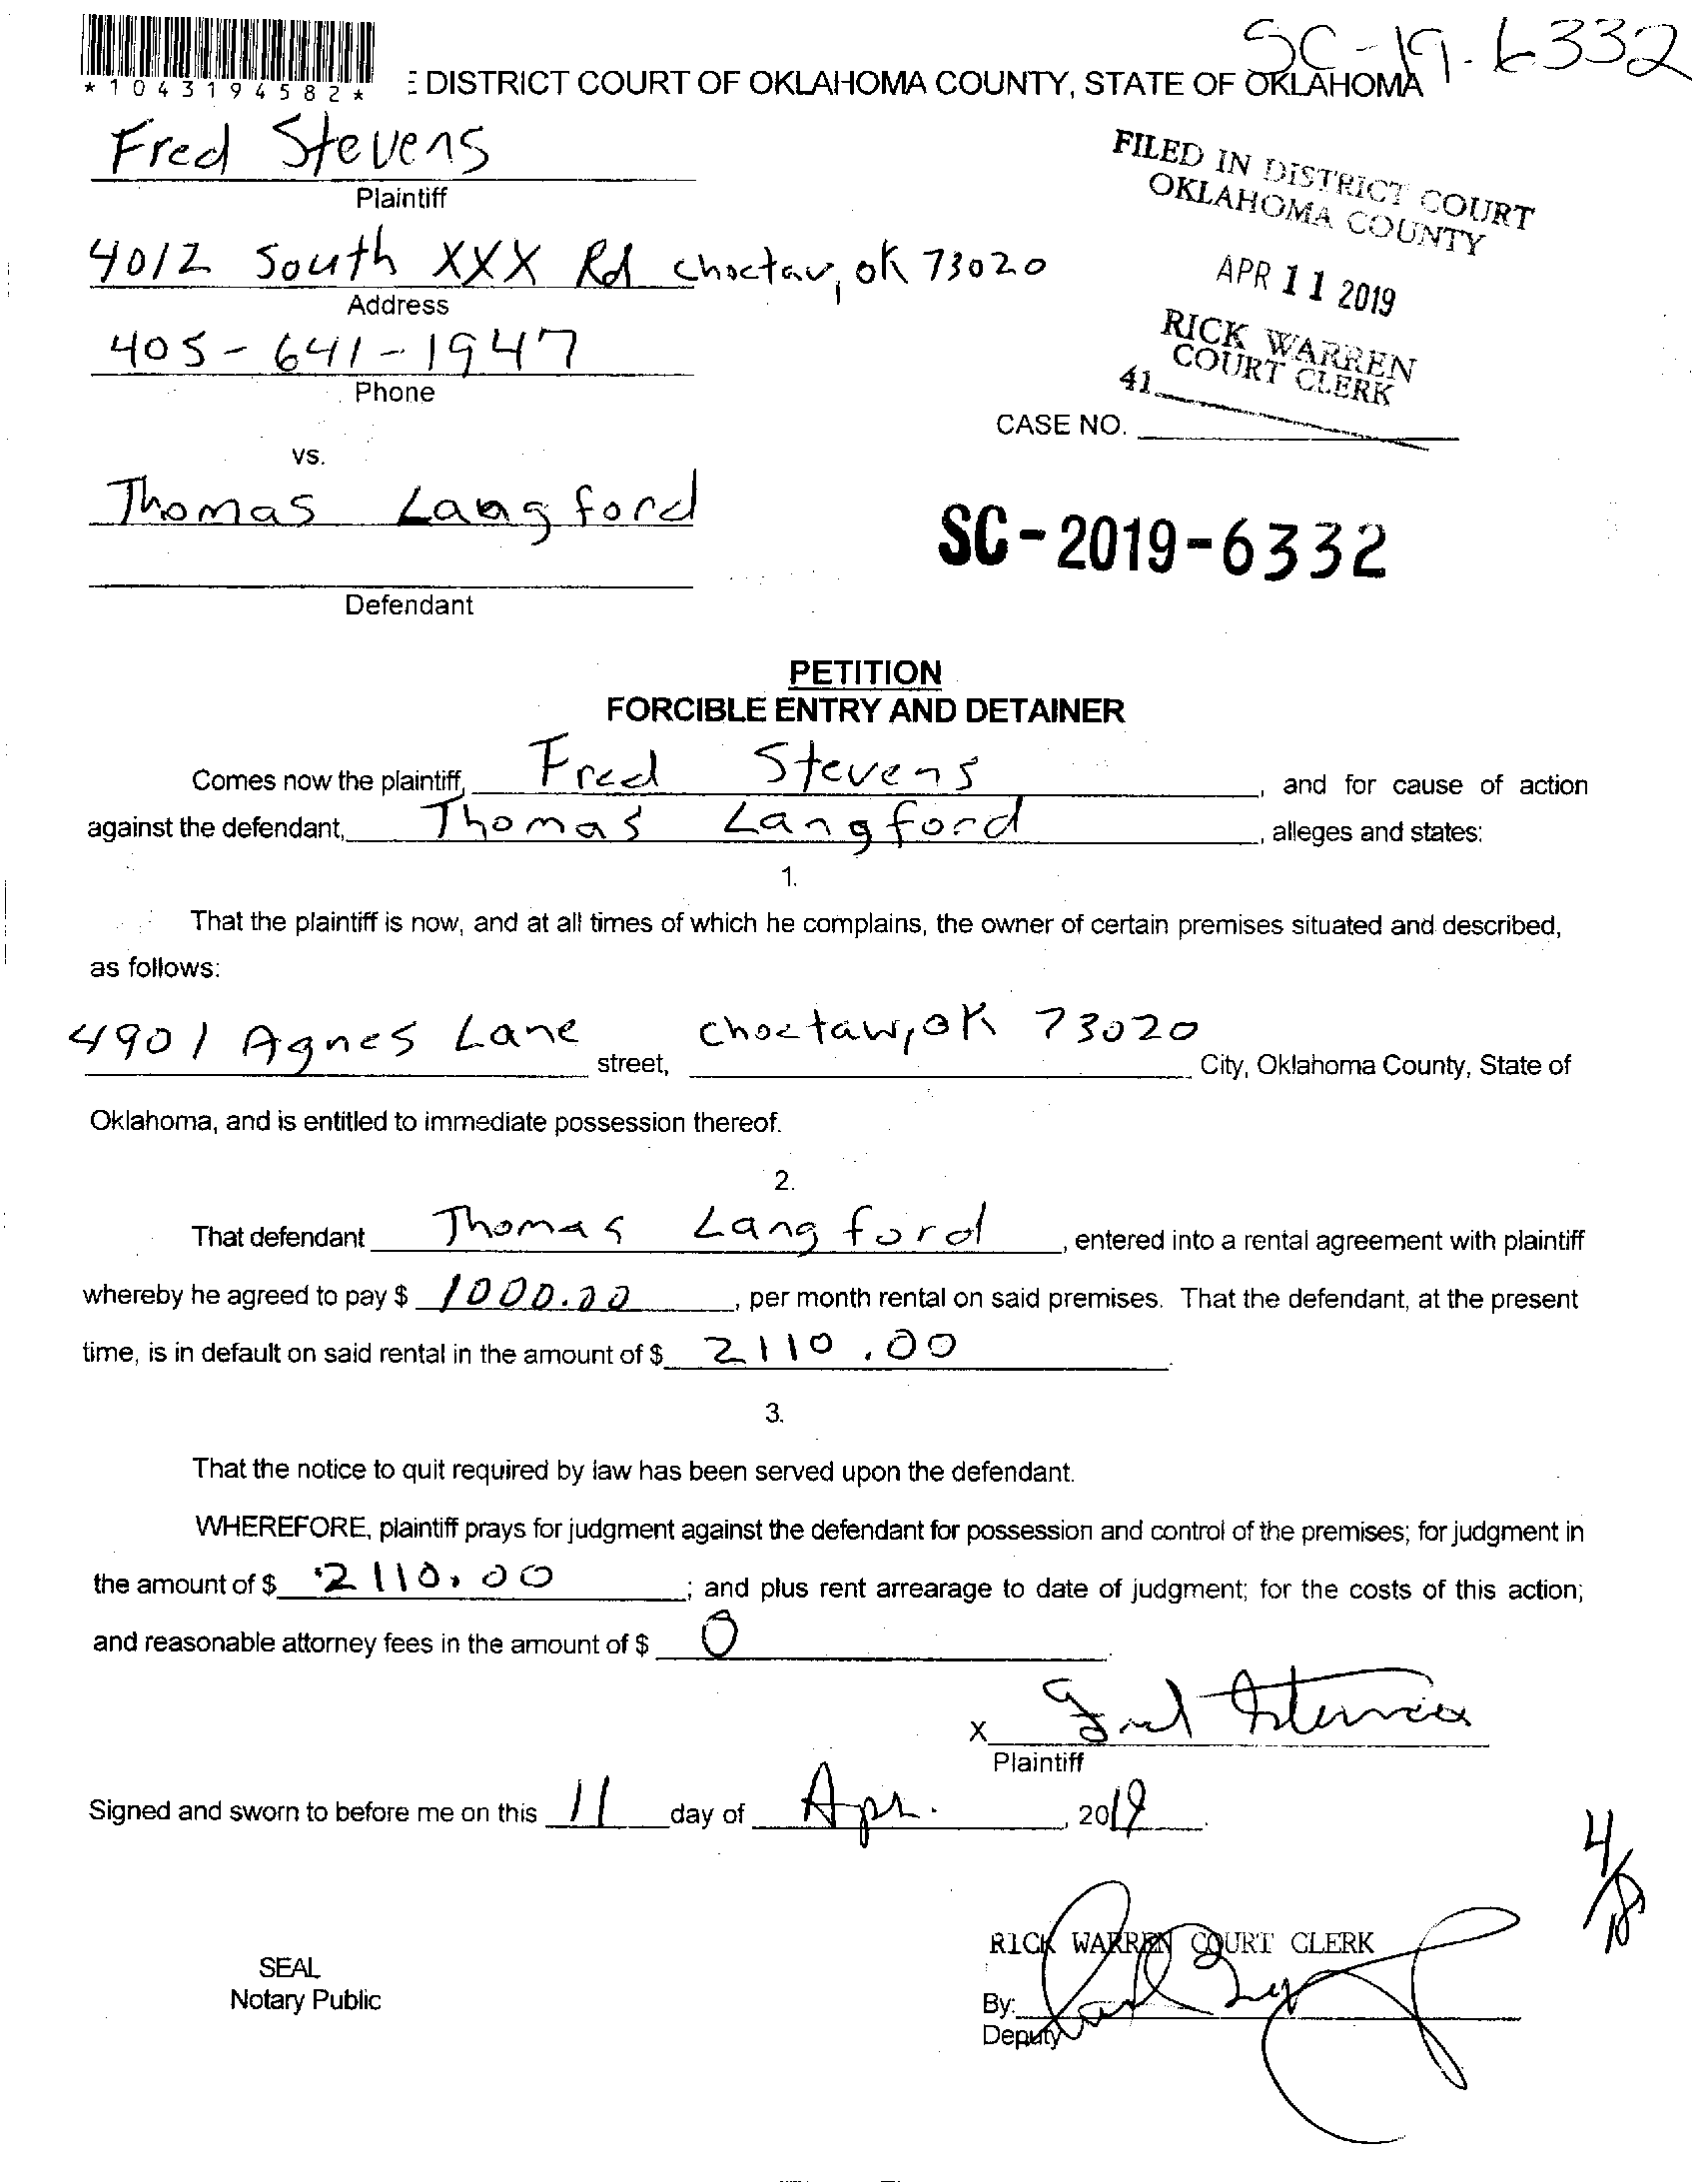 SC-19-6332
*1043194582*
E DISTRICT COURT OF OKLAHOMA COUNTY, STATE OF OKLAHOMA
Fred Stevens
Plaintiff
FILED IN DISTRICT COURT
OKLAHOMA COUNTY
4012 South XXX Rd Choctaw, OK 73020
Address
APR 11 2019
405-641-1947
Phone
RICK WARREN
COURT CLERK
41
CASE NO.
vs.
Thomas Langford
SC-2019-6332
Defendant
PETITION
FORCIBLE ENTRY AND DETAINER
Comes now the plaintiff, Fred Stevens, and for cause of action
against the defendant, Thomas Langford, alleges and states:
1.
That the plaintiff is now, and at all times of which he complains, the owner of certain premises situated and described,
as follows:
4901 Agnes Lane street, Choctaw, OK 73020 City, Oklahoma County, State of
Oklahoma, and is entitled to immediate possession thereof.
2.
That defendant Thomas Langford, entered into a rental agreement with plaintiff
whereby he agreed to pay $ 1000.00, per month rental on said premises. That the defendant, at the present
time, is in default on said rental in the amount of $ 2110.00.
3.
That the notice to quit required by law has been served upon the defendant.
WHEREFORE, plaintiff prays for judgment against the defendant for possession and control of the premises; for judgment in
the amount of $ 2110.00; and plus rent arrearage to date of judgment; for the costs of this action;
and reasonable attorney fees in the amount of $ 0.
X Fred Stevens
Plaintiff
Signed and sworn to before me on this 11 day of Apr., 2019.
RICK WARREN COURT CLERK
SEAL
Notary Public
By:
Deputy